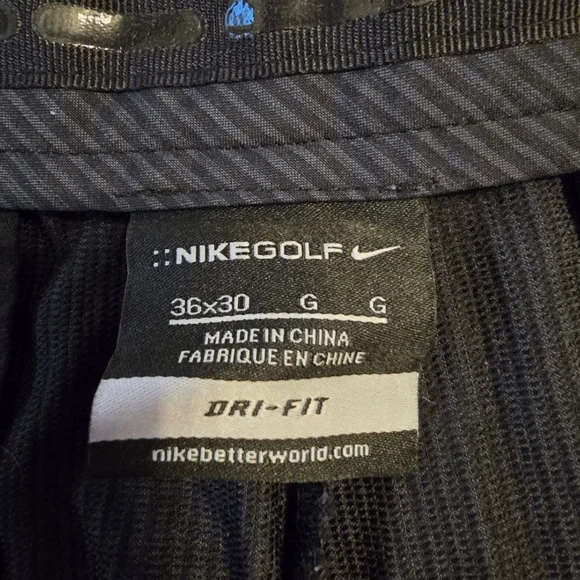 ::NIKEGOLF
36x30 G G
MADE IN CHINA
FABRIQUE EN CHINE
DRI-FIT
nikebetterworld.com